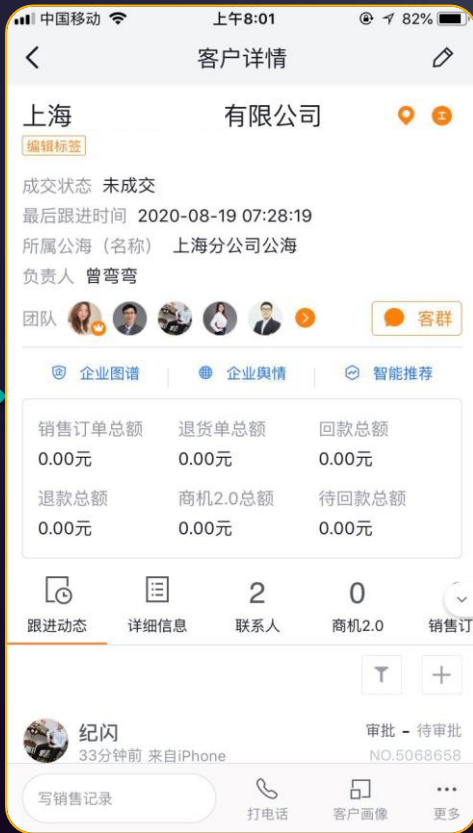 中国移动 上午8:01 82%
客户详情
上海 有限公司
编辑标签
成交状态 未成交
最后跟进时间 2020-08-19 07:28:19
所属公海（名称） 上海分公司公海
负责人 曾弯弯
团队 客群
企业图谱 企业舆情 智能推荐
销售订单总额 退货单总额 回款总额
0.00元 0.00元 0.00元
退款总额 商机2.0总额 待回款总额
0.00元 0.00元 0.00元
2 0
跟进动态 详细信息 联系人 商机2.0 销售订
纪闪 审批 - 待审批
33分钟前 来自iPhone NO.5068658
写销售记录 打电话 客户画像 更多